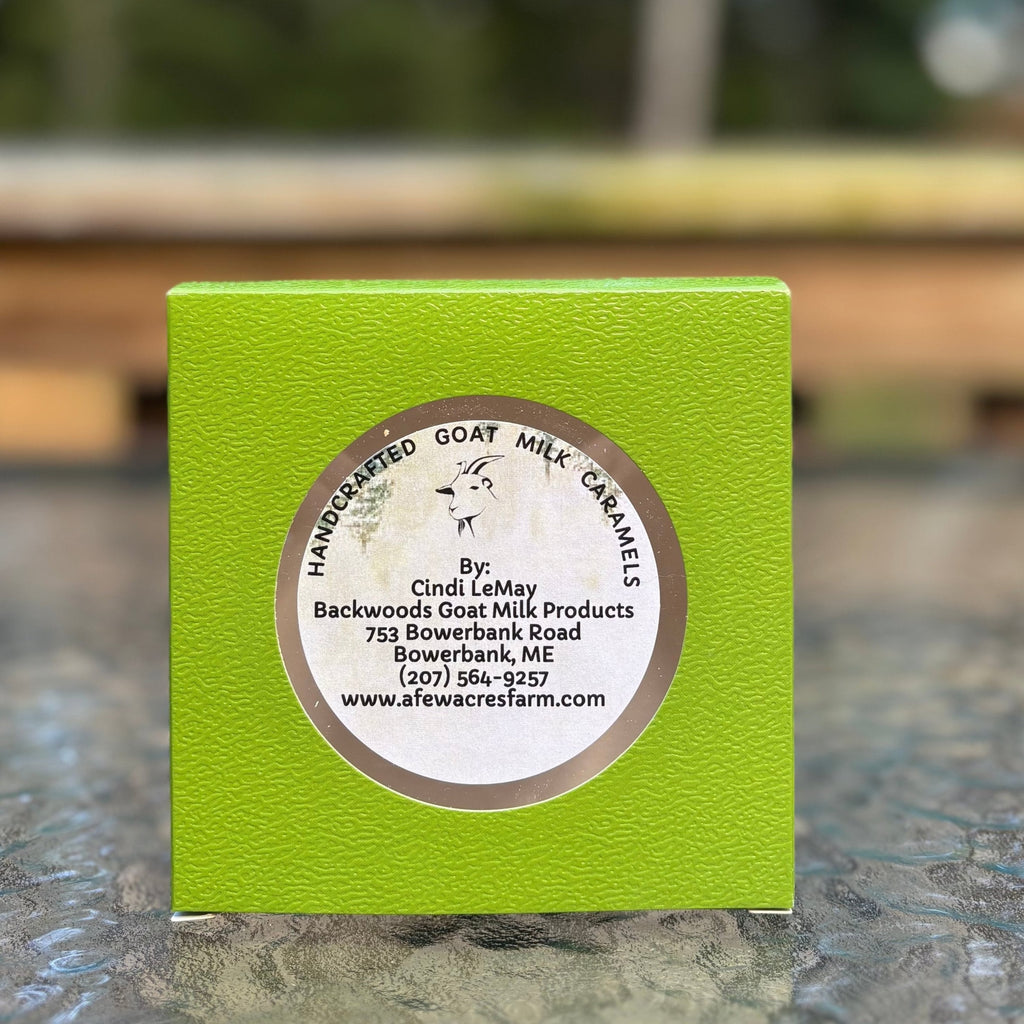 HANDCRAFTED GOAT MILK CARAMELS
By:
Cindi LeMay
Backwoods Goat Milk Products
753 Bowerbank Road
Bowerbank, ME
(207) 564-9257
www.afewacresfarm.com